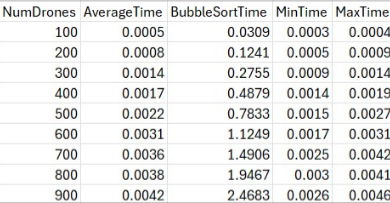 NumDrones AverageTime BubbleSortTime MinTime MaxTime
100 0.0005 0.0309 0.0003 0.0004
200 0.0008 0.1241 0.0005 0.0009
300 0.0014 0.2755 0.0009 0.0014
400 0.0017 0.4879 0.0014 0.0019
500 0.0022 0.7833 0.0015 0.0027
600 0.0031 1.1249 0.0017 0.0031
700 0.0036 1.4906 0.0025 0.0042
800 0.0038 1.9467 0.003 0.0041
900 0.0042 2.4683 0.0026 0.0046